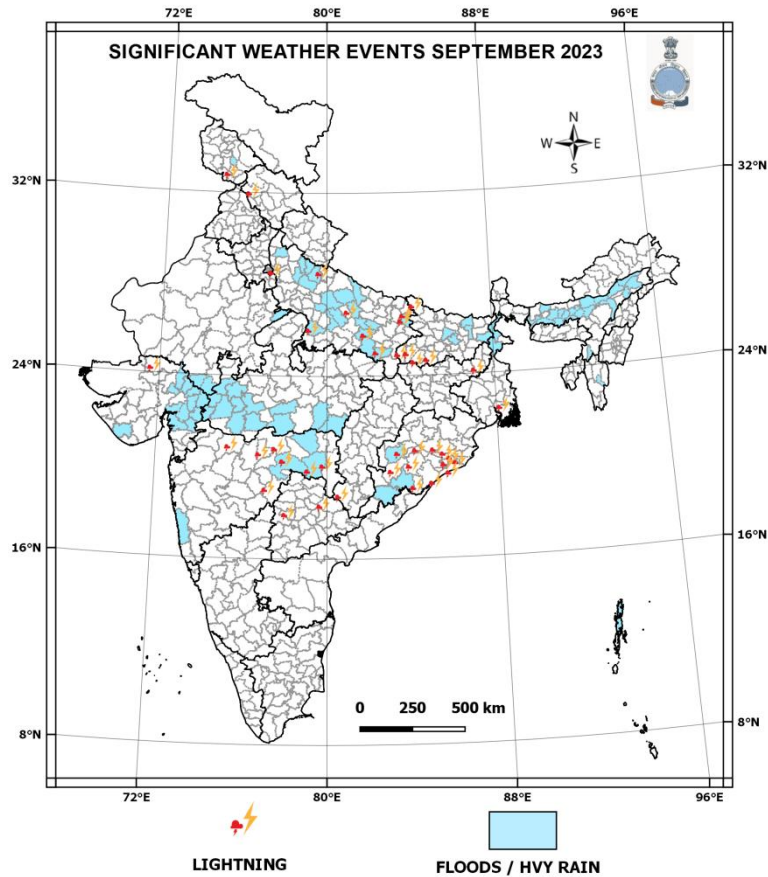 72°E 80°E 88°E 96°E
SIGNIFICANT WEATHER EVENTS SEPTEMBER 2023
N
W E
S
32°N 32°N
24°N 24°N
16°N 16°N
0 250 500 km
8°N 8°N
72°E 80°E 88°E 96°E
LIGHTNING
FLOODS / HVY RAIN